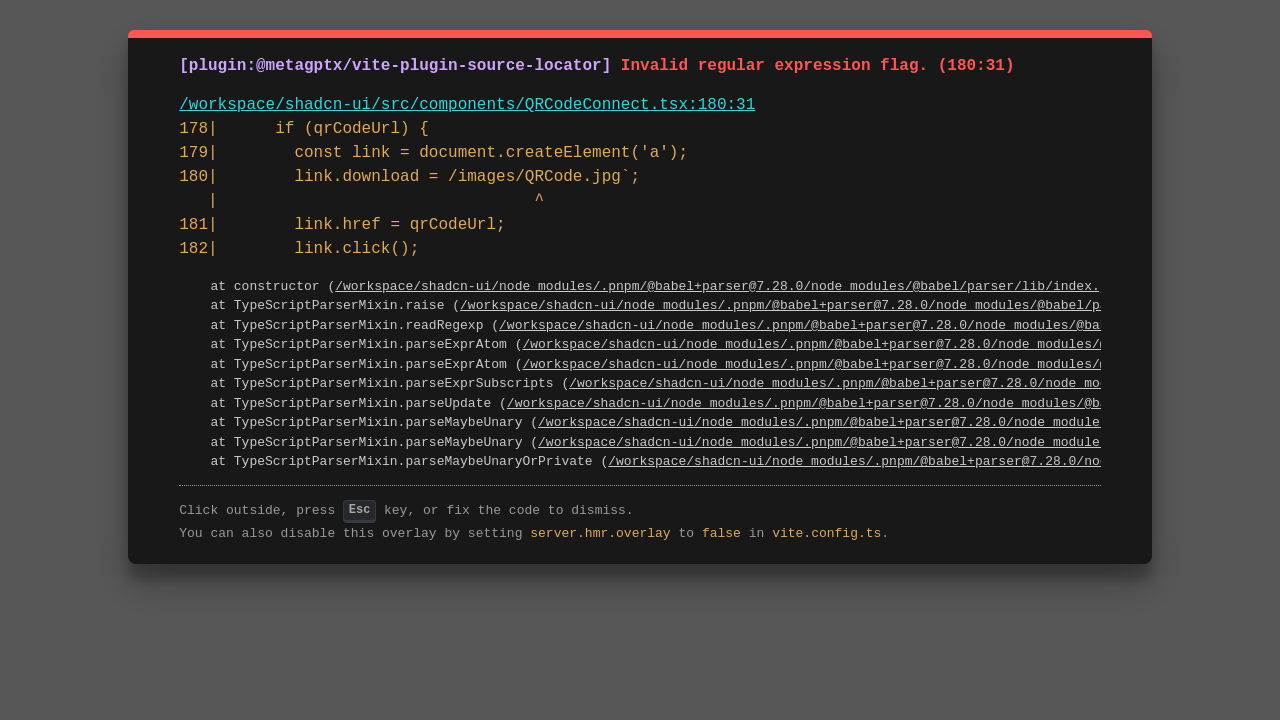 [plugin:@metagptx/vite-plugin-source-locator] Invalid regular expression flag. (180:31)
/workspace/shadcn-ui/src/components/QRCodeConnect.tsx:180:31
178|      if (qrCodeUrl) {
179|        const link = document.createElement('a');
180|        link.download = /images/QRCode.jpg`;
   |                                 ^
181|        link.href = qrCodeUrl;
182|        link.click();
at constructor (/workspace/shadcn-ui/node_modules/.pnpm/@babel+parser@7.28.0/node_modules/@babel/parser/lib/index.
at TypeScriptParserMixin.raise (/workspace/shadcn-ui/node_modules/.pnpm/@babel+parser@7.28.0/node_modules/@babel/p
at TypeScriptParserMixin.readRegexp (/workspace/shadcn-ui/node_modules/.pnpm/@babel+parser@7.28.0/node_modules/@ba
at TypeScriptParserMixin.parseExprAtom (/workspace/shadcn-ui/node_modules/.pnpm/@babel+parser@7.28.0/node_modules/
at TypeScriptParserMixin.parseExprAtom (/workspace/shadcn-ui/node_modules/.pnpm/@babel+parser@7.28.0/node_modules/
at TypeScriptParserMixin.parseExprSubscripts (/workspace/shadcn-ui/node_modules/.pnpm/@babel+parser@7.28.0/node_mo
at TypeScriptParserMixin.parseUpdate (/workspace/shadcn-ui/node_modules/.pnpm/@babel+parser@7.28.0/node_modules/@b
at TypeScriptParserMixin.parseMaybeUnary (/workspace/shadcn-ui/node_modules/.pnpm/@babel+parser@7.28.0/node_module
at TypeScriptParserMixin.parseMaybeUnary (/workspace/shadcn-ui/node_modules/.pnpm/@babel+parser@7.28.0/node_module
at TypeScriptParserMixin.parseMaybeUnaryOrPrivate (/workspace/shadcn-ui/node_modules/.pnpm/@babel+parser@7.28.0/no
Click outside, press Esc key, or fix the code to dismiss.
You can also disable this overlay by setting server.hmr.overlay to false in vite.config.ts.